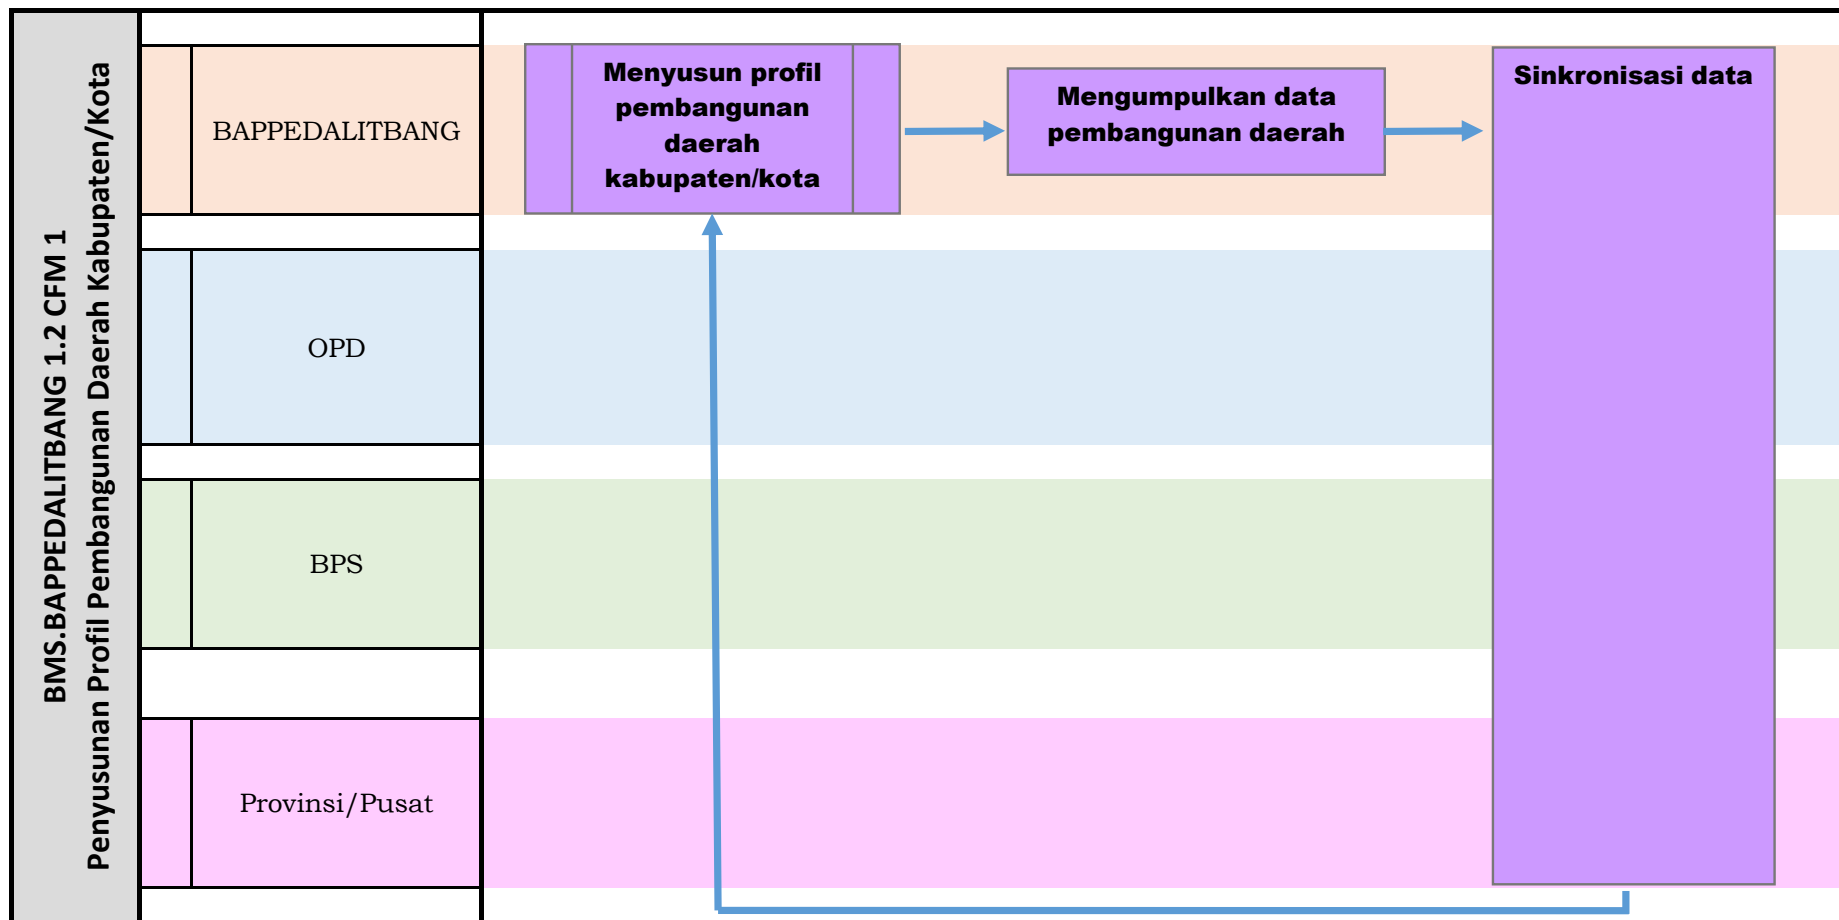 BMS.BAPPEDALITBANG 1.2 CFM 1
Penyusunan Profil Pembangunan Daerah Kabupaten/Kota
BAPPEDALITBANG
Menyusun profil
pembangunan
daerah
kabupaten/kota
Mengumpulkan data
pembangunan daerah
Sinkronisasi data
OPD
BPS
Provinsi/Pusat